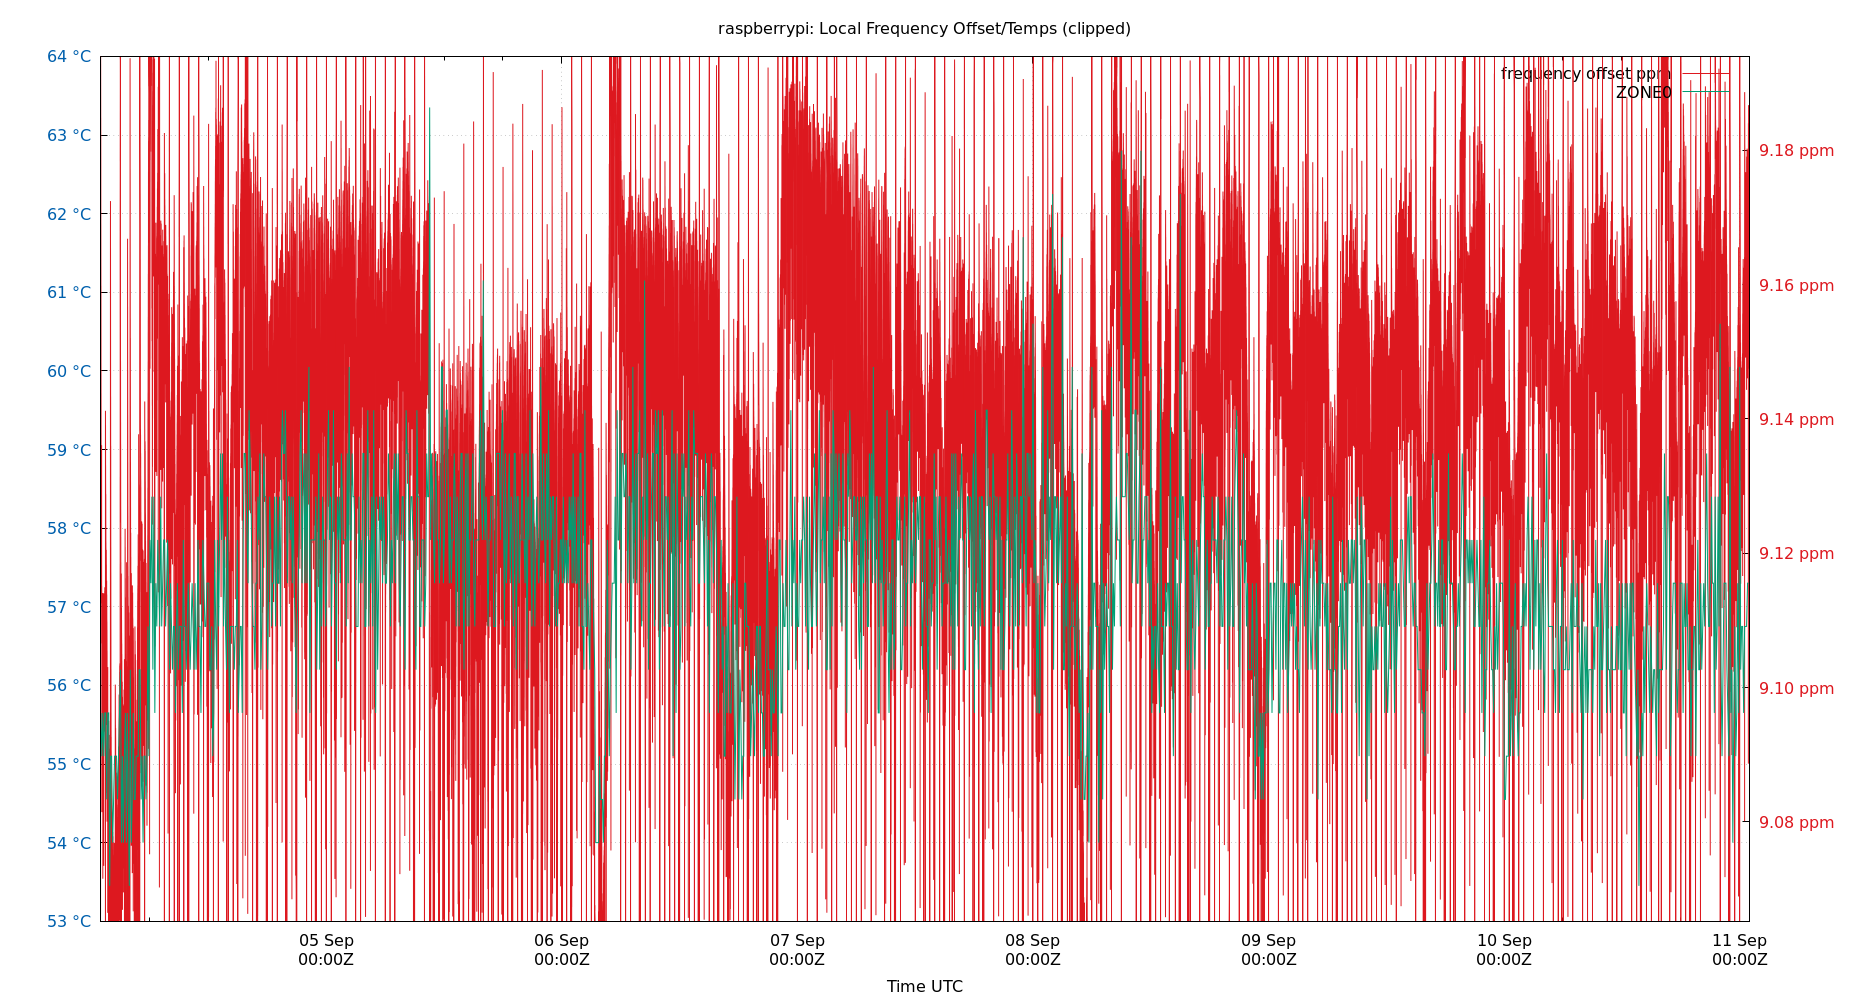 raspberrypi: Local Frequency Offset/Temps (clipped)
64 °C
63 °C
62 °C
61 °C
60 °C
59 °C
58 °C
57 °C
56 °C
55 °C
54 °C
53 °C
frequency offset ppm
ZONE0
9.18 ppm
9.16 ppm
9.14 ppm
9.12 ppm
9.10 ppm
9.08 ppm
05 Sep 06 Sep 07 Sep 08 Sep 09 Sep 10 Sep 11 Sep
00:00Z 00:00Z 00:00Z 00:00Z 00:00Z 00:00Z 00:00Z
Time UTC